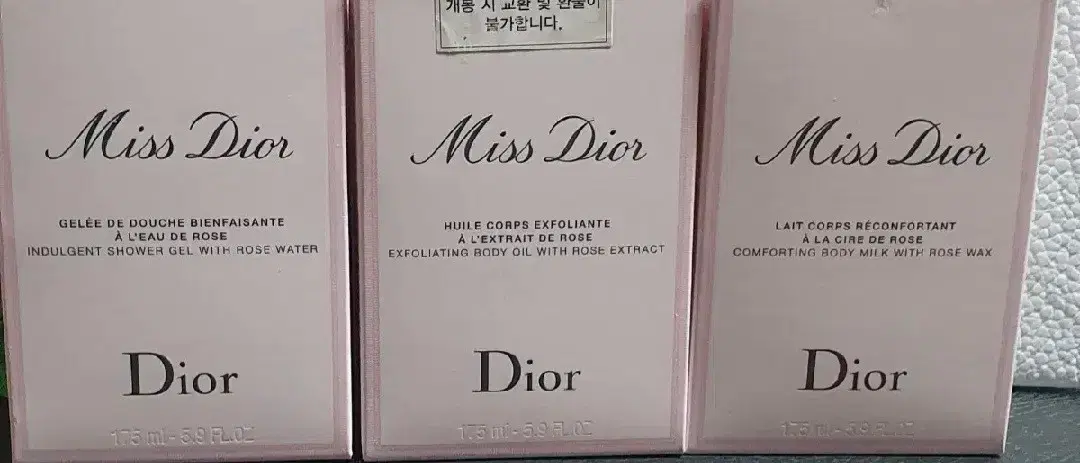 Miss Dior
GELÉE DE DOUCHE BIENFAISANTE
À L'EAU DE ROSE
INDULGENT SHOWER GEL WITH ROSE WATER
Dior
175 ml - 5.9 FL.OZ
개봉 시 교환 및 환불이
불가합니다.
Miss Dior
HUILE CORPS EXFOLIANTE
À L'EXTRAIT DE ROSE
EXFOLIATING BODY OIL WITH ROSE EXTRACT
Dior
175 ml - 5.9 FL.OZ
Miss Dior
LAIT CORPS RÉCONFORTANT
À LA CIRE DE ROSE
COMFORTING BODY MILK WITH ROSE WAX
Dior
175 ml - 5.9 FL.OZ